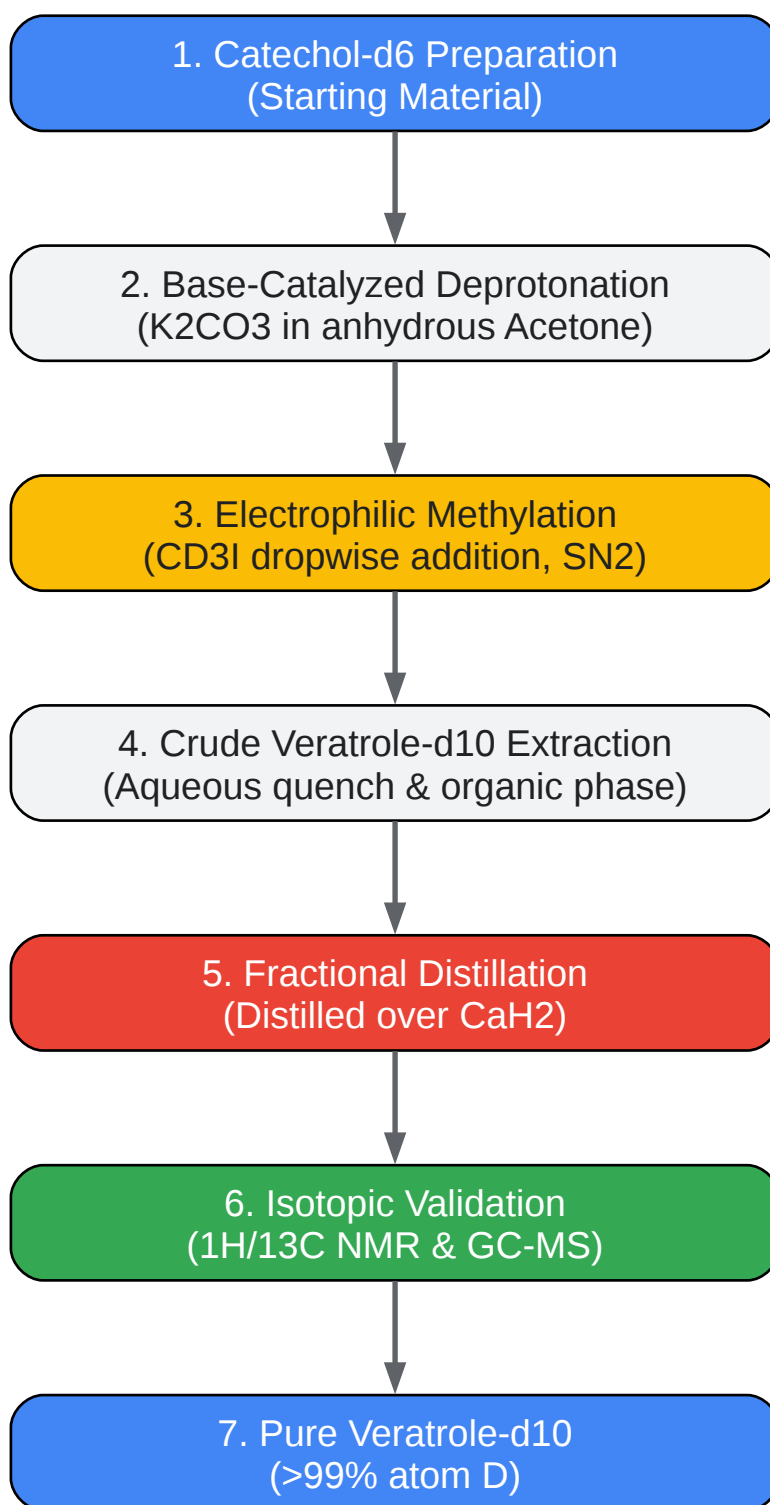 1. Catechol-d6 Preparation
(Starting Material)
2. Base-Catalyzed Deprotonation
(K2CO3 in anhydrous Acetone)
3. Electrophilic Methylation
(CD3I dropwise addition, SN2)
4. Crude Veratrole-d10 Extraction
(Aqueous quench & organic phase)
5. Fractional Distillation
(Distilled over CaH2)
6. Isotopic Validation
(1H/13C NMR & GC-MS)
7. Pure Veratrole-d10
(>99% atom D)